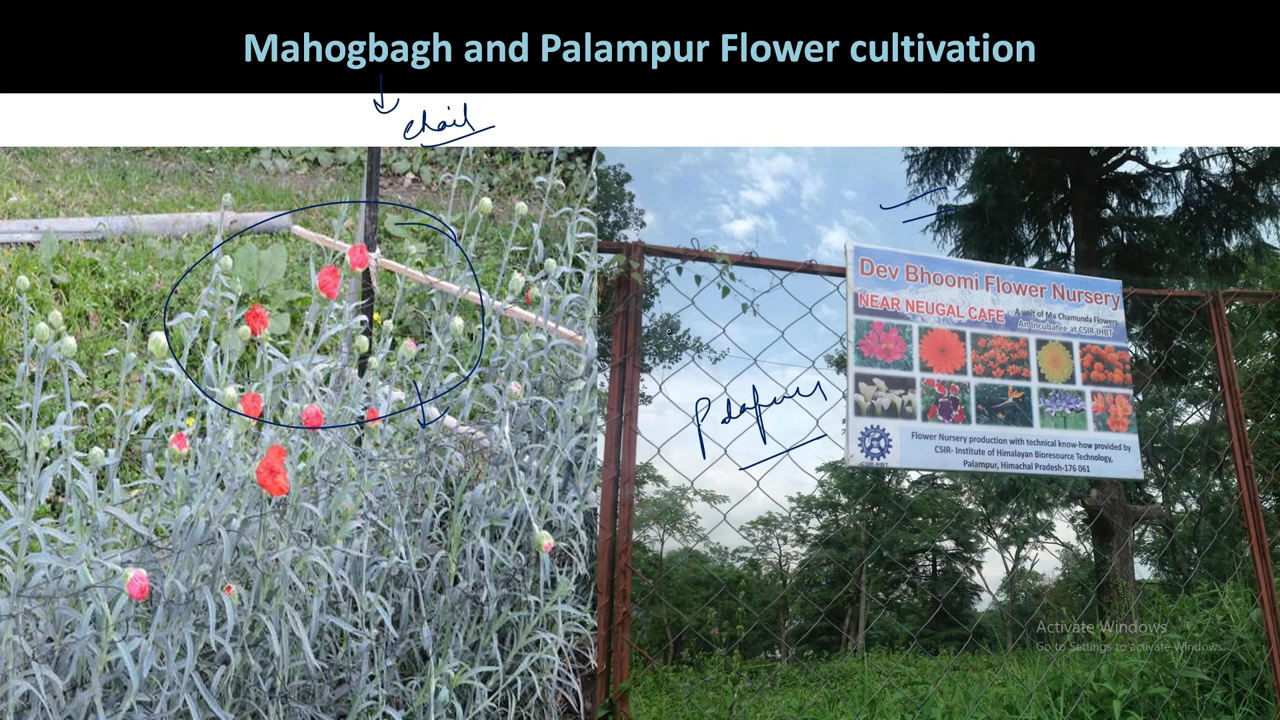 Mahogbagh and Palampur Flower cultivation
chail
Dev Bhoomi Flower Nursery
NEAR NEUGAL CAFE
A unit of Ma Chamunda Flowers
An Incubatee at CSIR-IHBT
Flower Nursery production with technical know-how provided by
CSIR- Institute of Himalayan Bioresource Technology,
Palampur, Himachal Pradesh-176 061
Activate Windows
Go to Settings to activate Windows.